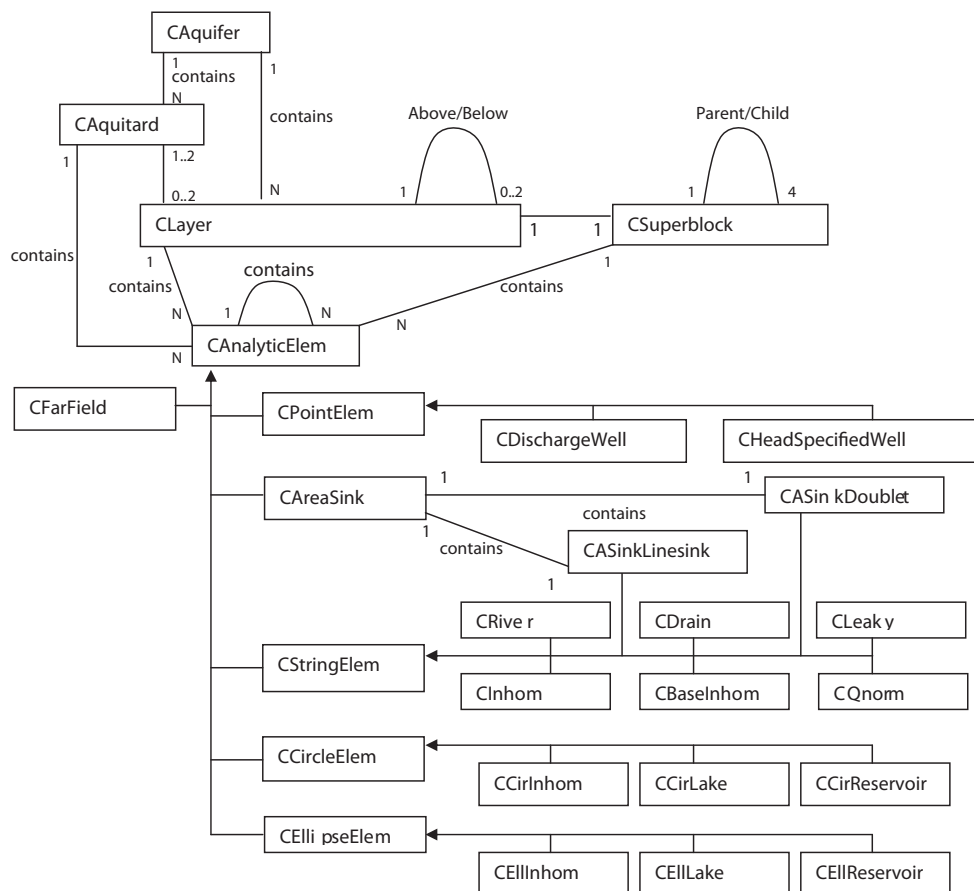 CAquifer
1
contains
N
1
contains
CAquitard
1
1..2
0..2
N
Above/Below
1
0..2
Parent/Child
1
4
CLayer
1
1
CSuperblock
contains
1
contains
N
contains
1
N
1
contains
N
CAnalyticElem
N
CFarField
CPointElem
CDischargeWell
CHeadSpecifiedWell
CAreaSink
1
1
CASin kDoublet
contains
1
contains
1
CASinkLinesink
CRive r
CDrain
CLeak y
CStringElem
CInhom
CBaseInhom
CQnorm
CCircleElem
CCirInhom
CCirLake
CCirReservoir
CElli pseElem
CEllInhom
CEllLake
CEllReservoir